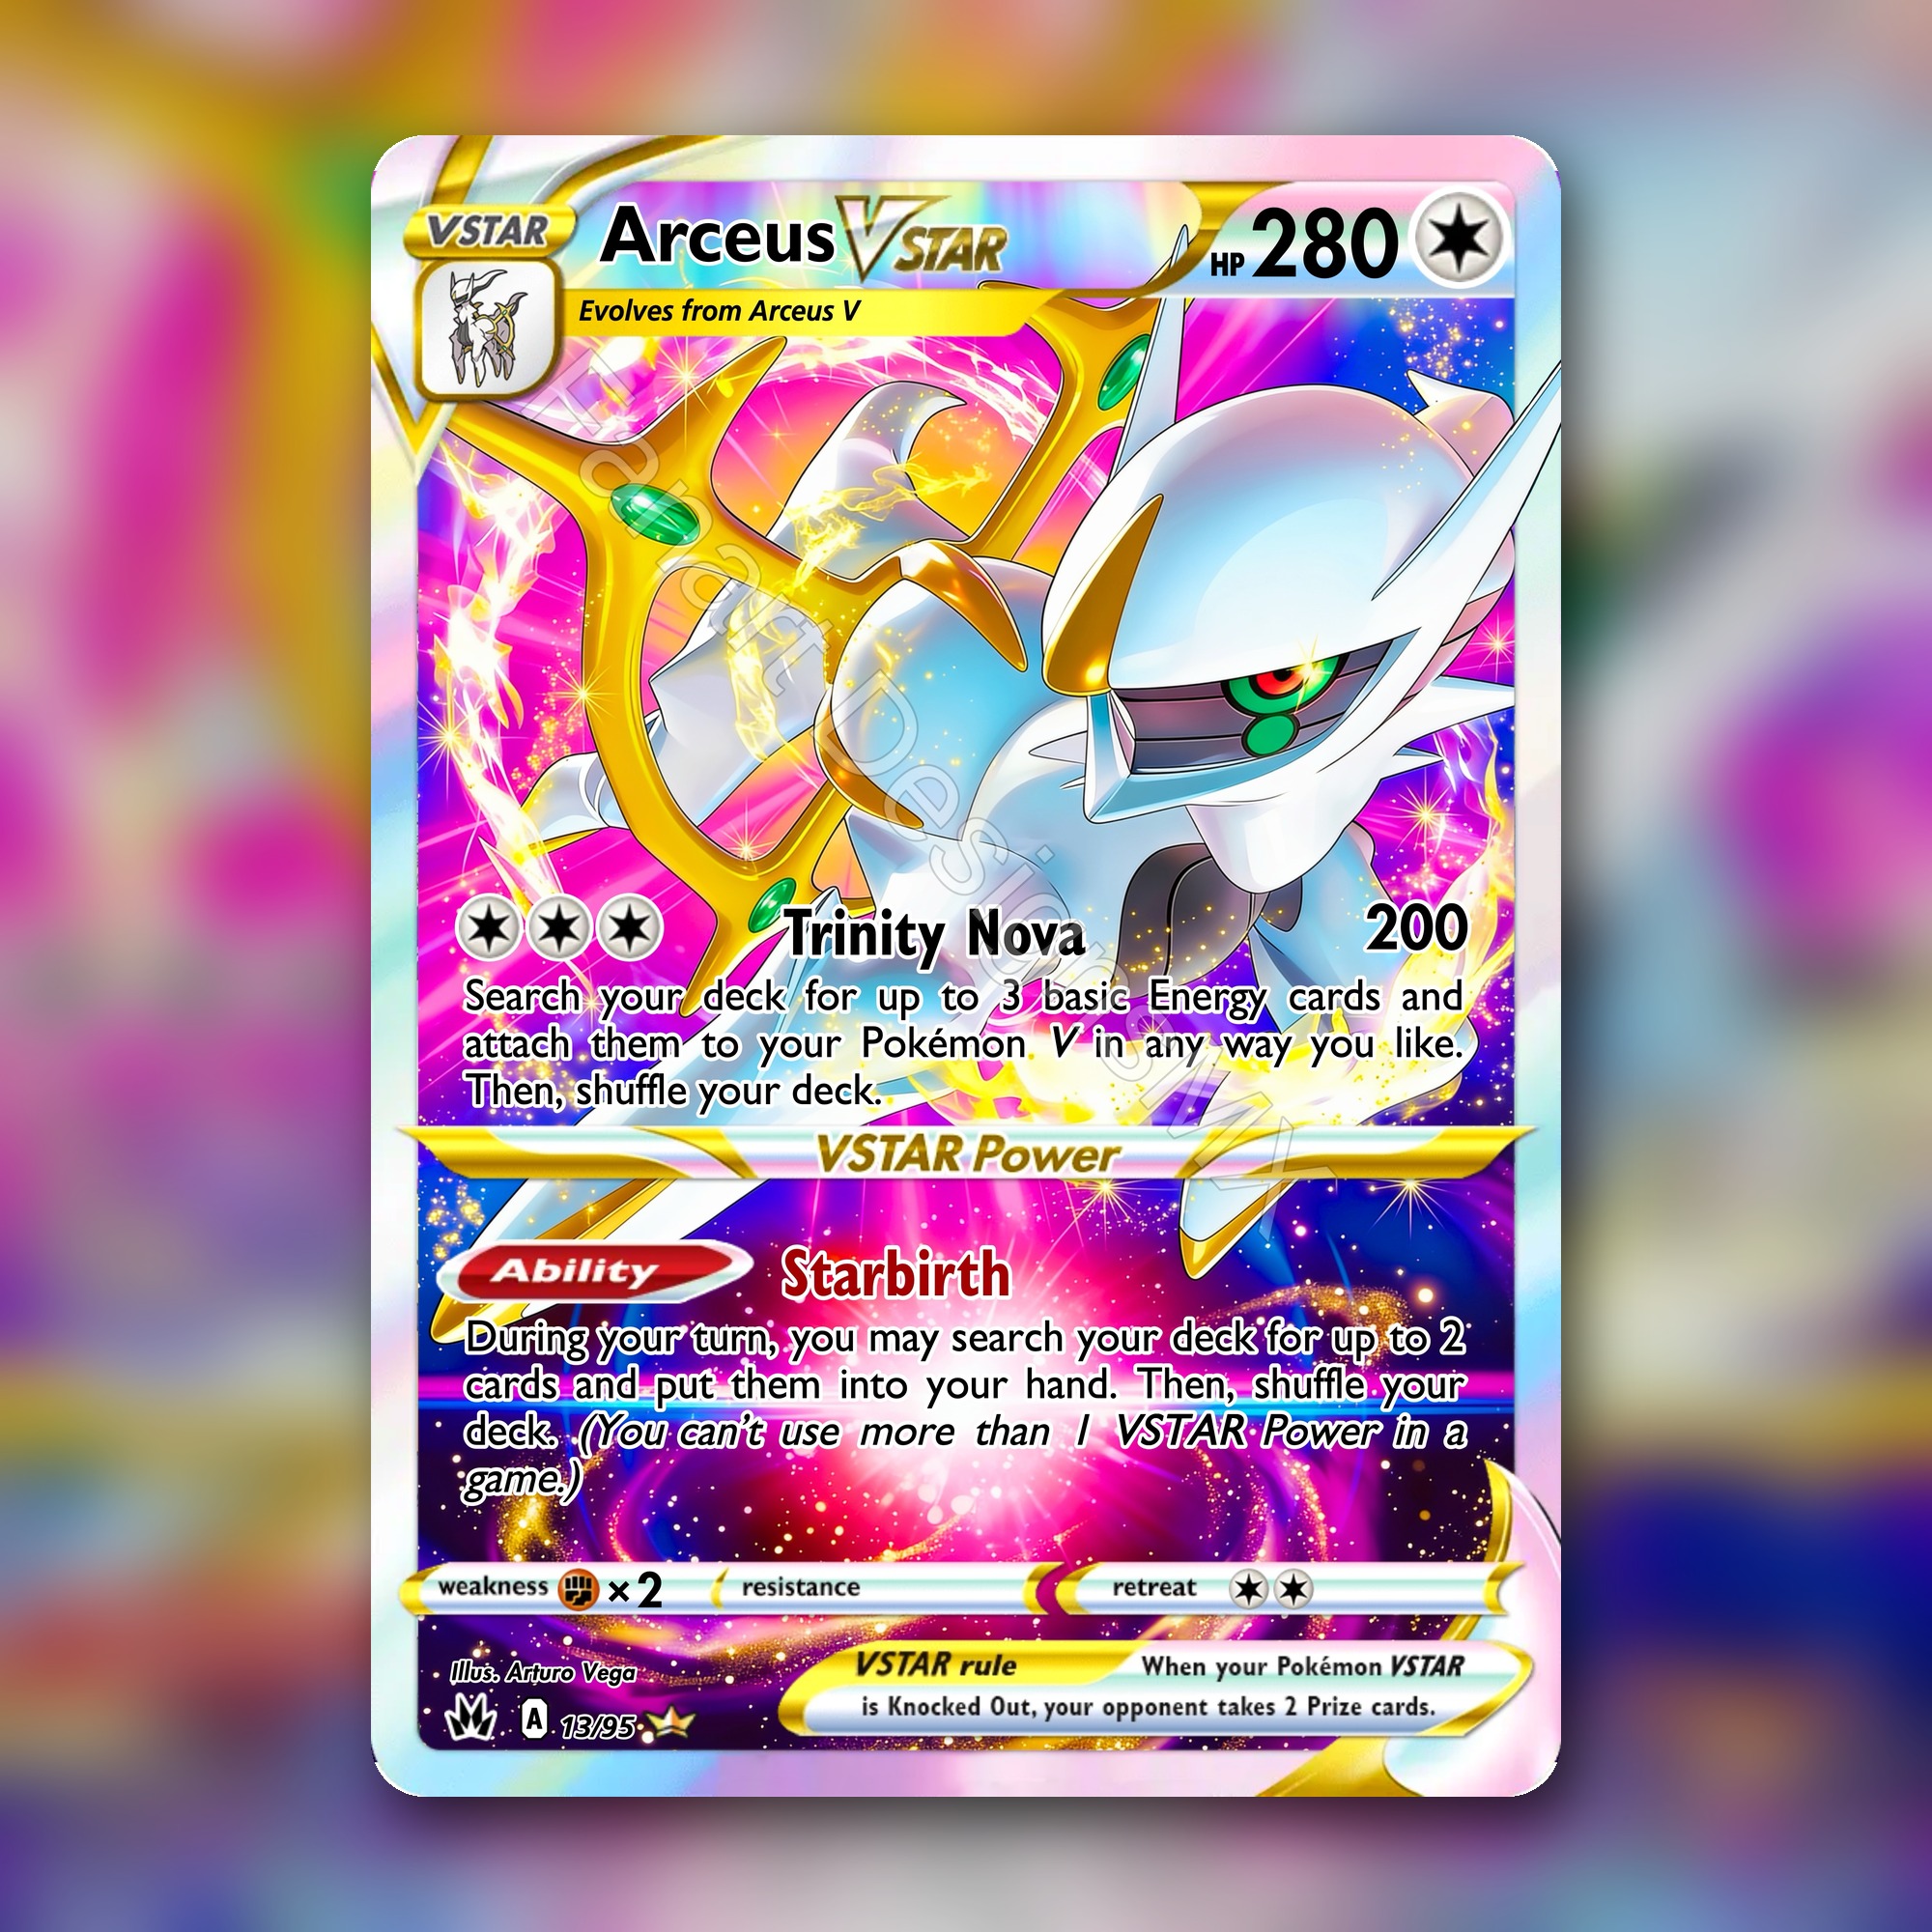 VSTAR
Arceus VSTAR
HP 280
Evolves from Arceus V
Fanart DesignsMX
Trinity Nova 200
Search your deck for up to 3 basic Energy cards and
attach them to your Pokémon V in any way you like.
Then, shuffle your deck.
VSTAR Power
Ability Starbirth
During your turn, you may search your deck for up to 2
cards and put them into your hand. Then, shuffle your
deck. (You can't use more than 1 VSTAR Power in a
game.)
weakness ×2 resistance retreat
Illus. Arturo Vega
A 13/95
VSTAR rule When your Pokémon VSTAR
is Knocked Out, your opponent takes 2 Prize cards.